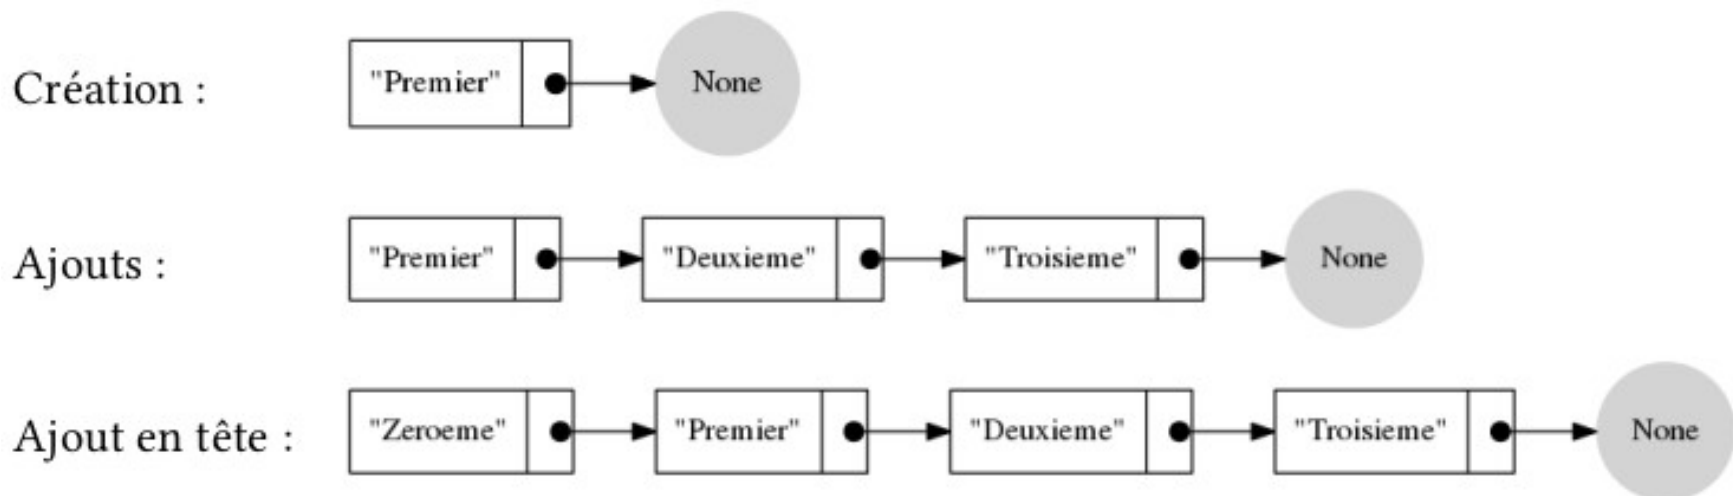 Création : "Premier" None
Ajouts : "Premier" "Deuxieme" "Troisieme" None
Ajout en tête : "Zeroeme" "Premier" "Deuxieme" "Troisieme" None